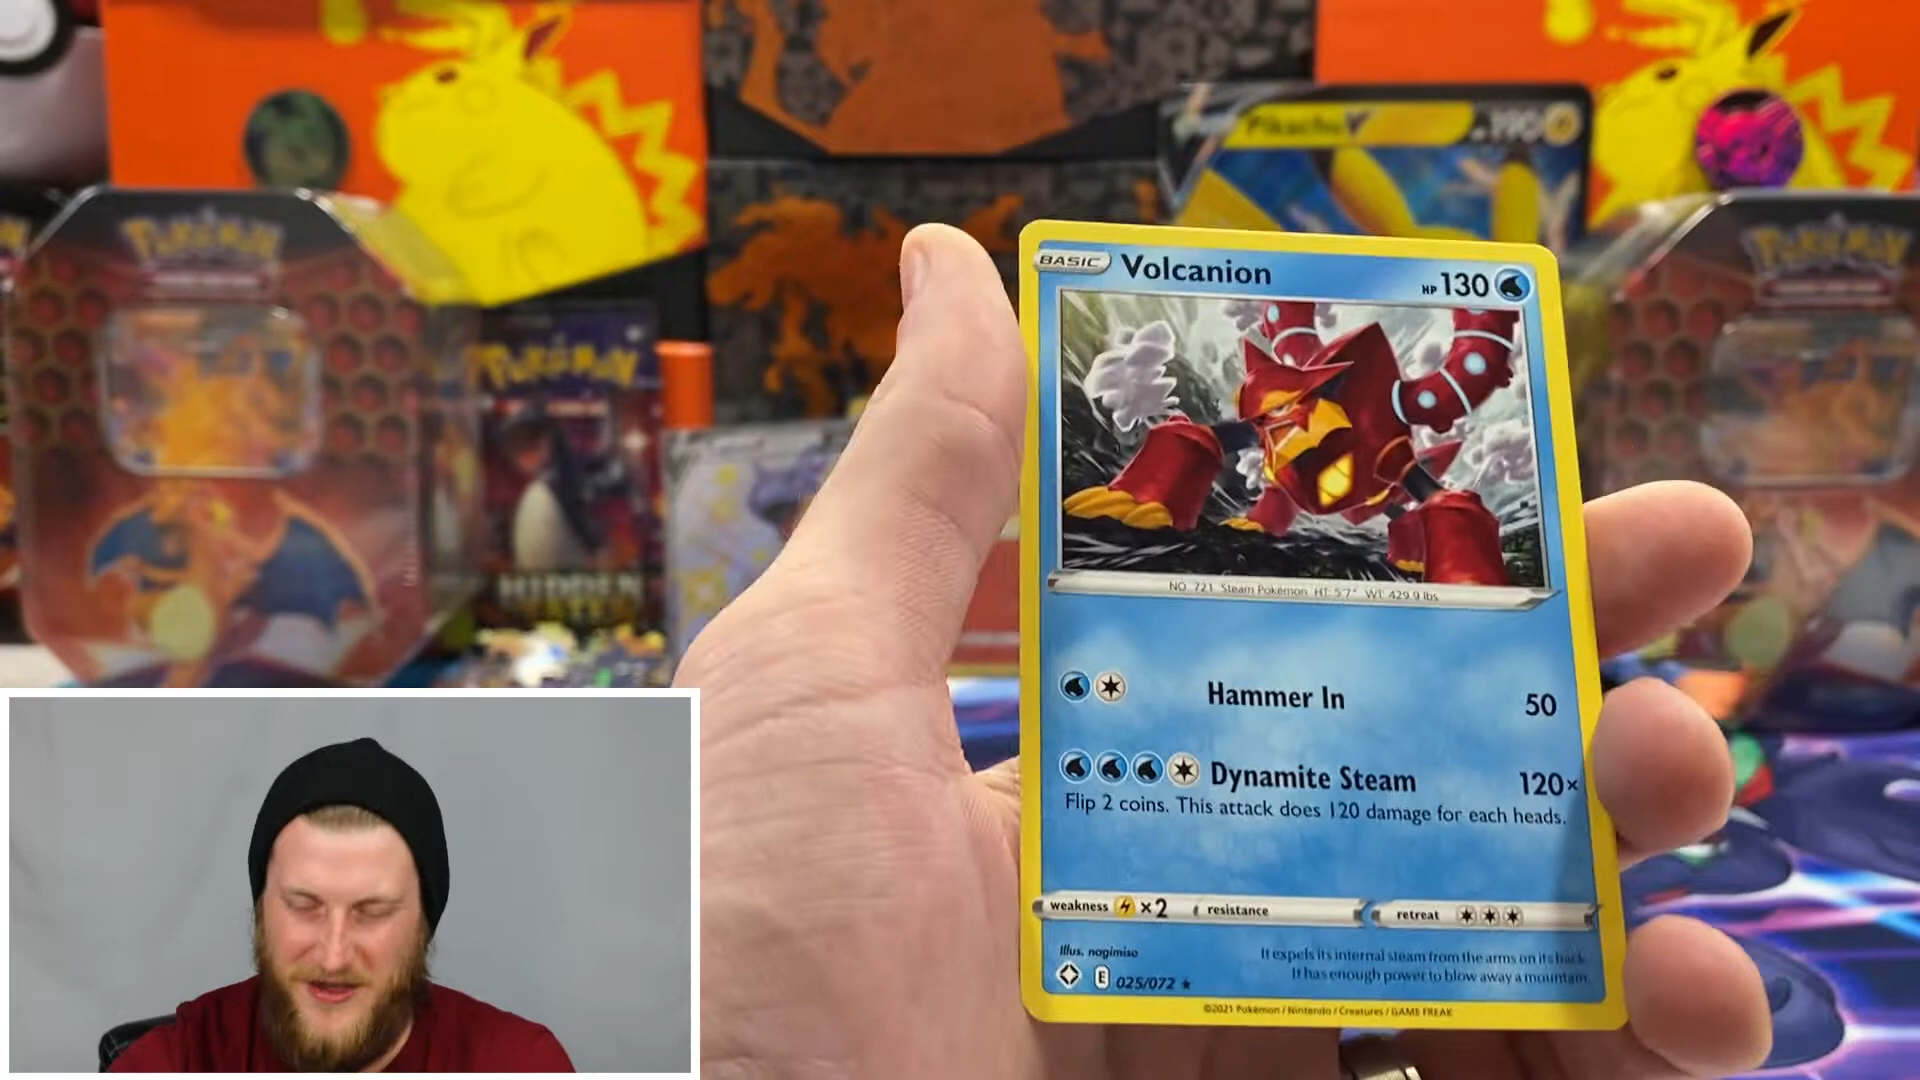 Pokémon
Pokémon
HIDDEN
FATES
Pikachu V 190
Pokémon
BASIC Volcanion HP 130
NO. 721 Steam Pokémon HT: 5'7" WT: 429.9 lbs
Hammer In 50
Dynamite Steam 120×
Flip 2 coins. This attack does 120 damage for each heads.
weakness ×2 resistance retreat
Illus. nagimiso
It expels its internal steam from the arms on its back.
It has enough power to blow away a mountain.
E 025/072 ★
©2021 Pokémon / Nintendo / Creatures / GAME FREAK